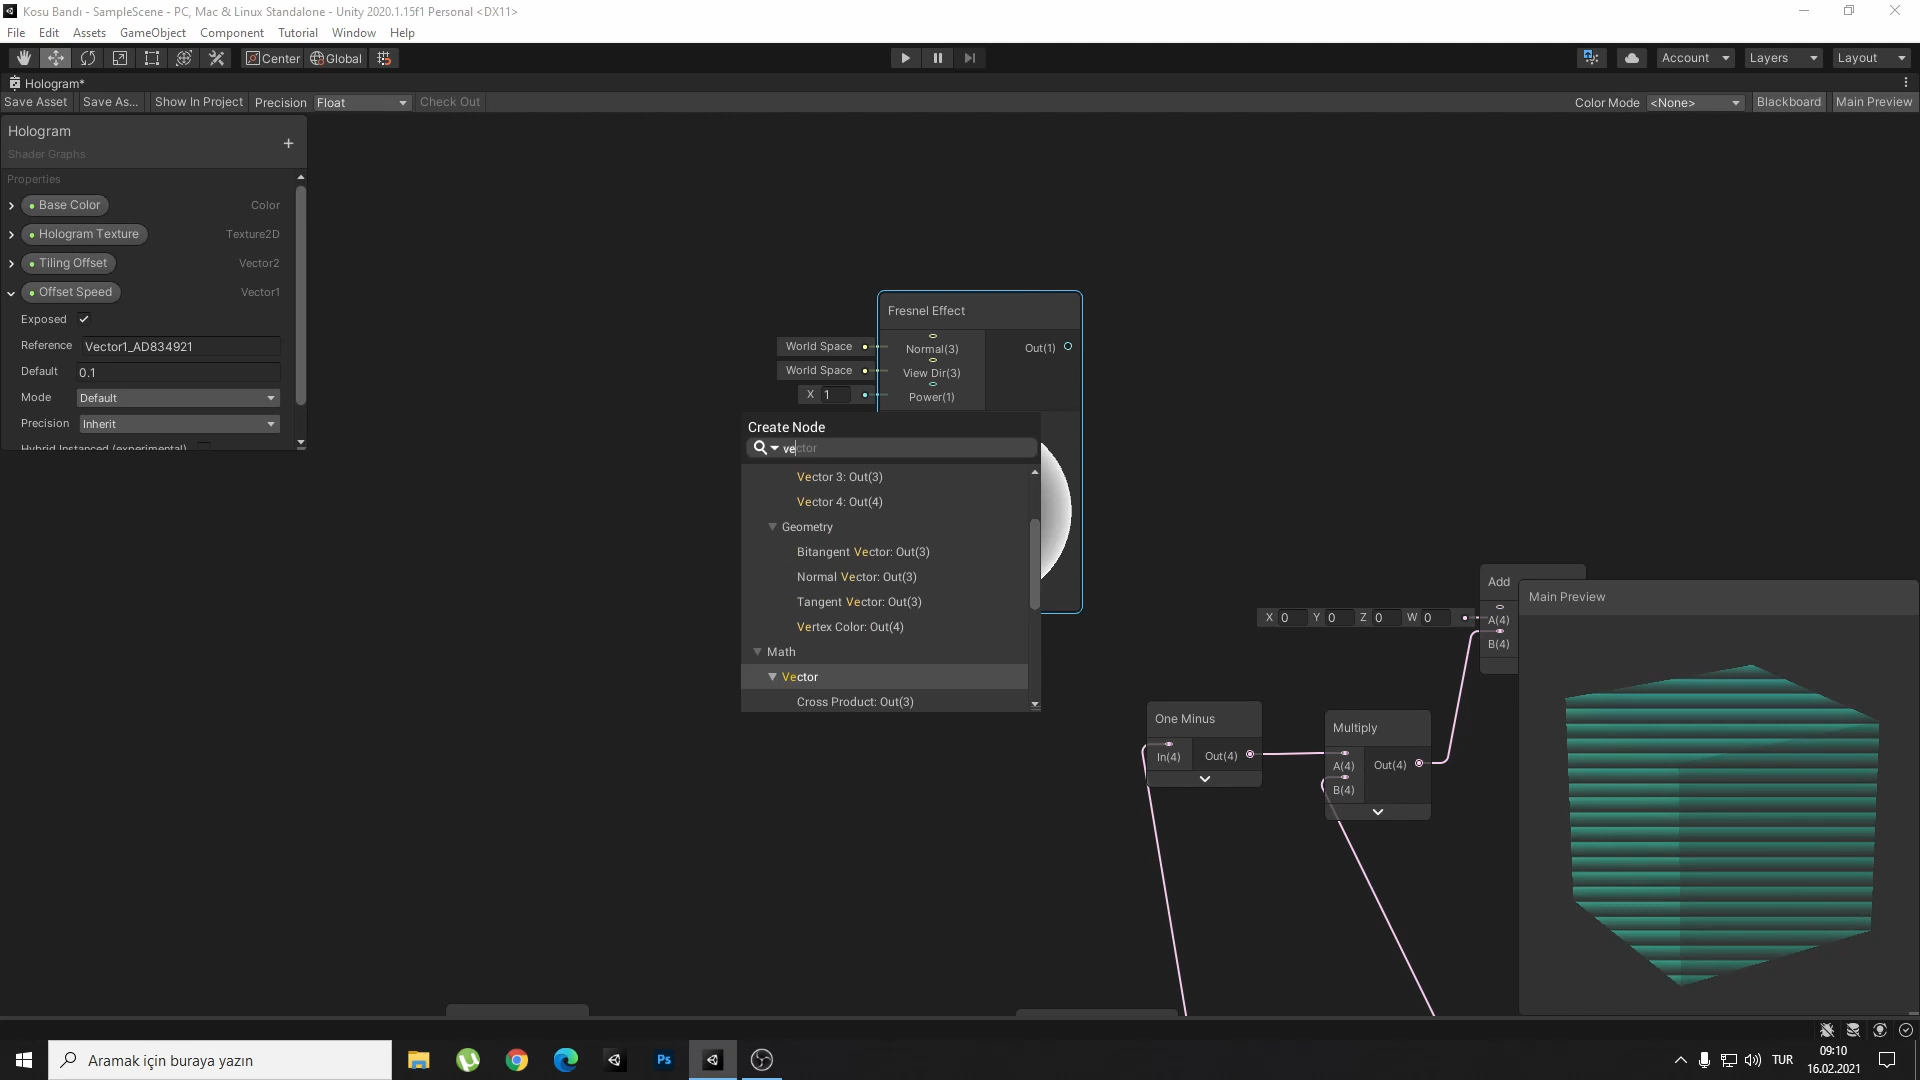 Kosu Bandı - SampleScene - PC, Mac & Linux Standalone - Unity 2020.1.15f1 Personal <DX11>
File Edit Assets GameObject Component Tutorial Window Help
Center Global Account Layers Layout
Hologram*
Save Asset Save As... Show In Project Precision Float Check Out Color Mode <None> Blackboard Main Preview
Hologram
Shader Graphs
Properties
Base Color Color
Hologram Texture Texture2D
Tiling Offset Vector2
Offset Speed Vector1
Exposed
Reference Vector1_AD834921
Default 0.1
Mode Default
Precision Inherit
Hybrid Instanced (experimental)
Fresnel Effect
World Space Normal(3) Out(1)
World Space View Dir(3)
X 1 Power(1)
Create Node
vector
Vector 3: Out(3)
Vector 4: Out(4)
Geometry
Bitangent Vector: Out(3)
Normal Vector: Out(3)
Tangent Vector: Out(3)
Vertex Color: Out(4)
Math
Vector
Cross Product: Out(3)
Add
X 0 Y 0 Z 0 W 0 A(4)
B(4)
One Minus
In(4) Out(4)
Multiply
A(4) Out(4)
B(4)
Main Preview
Aramak için buraya yazın
Ps
TUR
09:10
16.02.2021